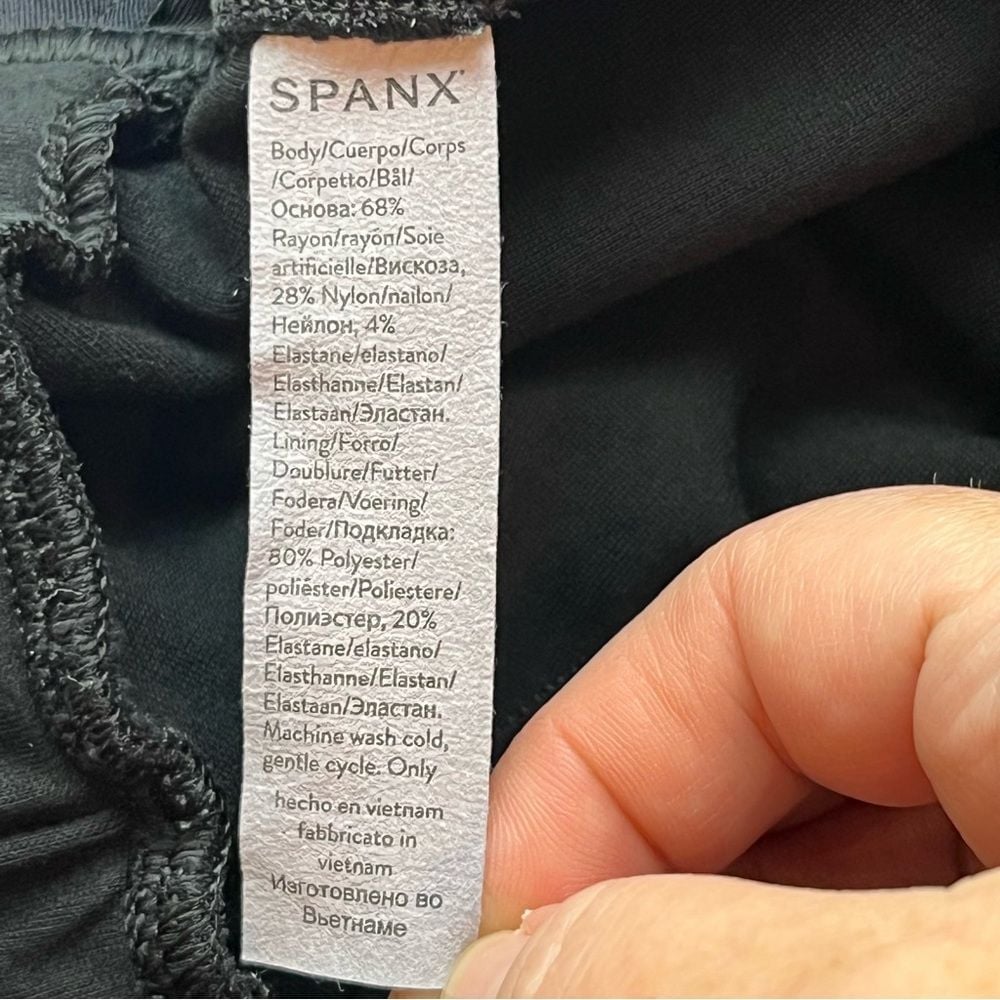 SPANX
Body/Cuerpo/Corps
/Corpetto/Bål/
Основа: 68%
Rayon/rayón/Soie
artificielle/Вискоза,
28% Nylon/nailon/
Нейлон, 4%
Elastane/elastano/
Elasthanne/Elastan/
Elastaan/Эластан.
Lining/Forro/
Doublure/Futter/
Fodera/Voering/
Foder/Подкладка:
80% Polyester/
poliéster/Poliestere/
Полиэстер, 20%
Elastane/elastano/
Elasthanne/Elastan/
Elastaan/Эластан.
Machine wash cold,
gentle cycle. Only
hecho en vietnam
fabbricato in
vietnam
Изготовлено во
Вьетнаме